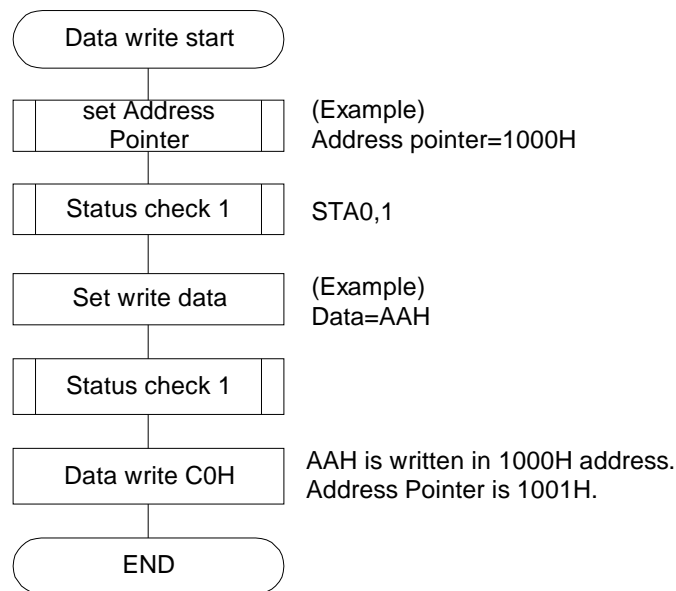 Data write start
set Address
Pointer
(Example)
Address pointer=1000H
Status check 1
STA0,1
Set write data
(Example)
Data=AAH
Status check 1
Data write C0H
AAH is written in 1000H address.
Address Pointer is 1001H.
END